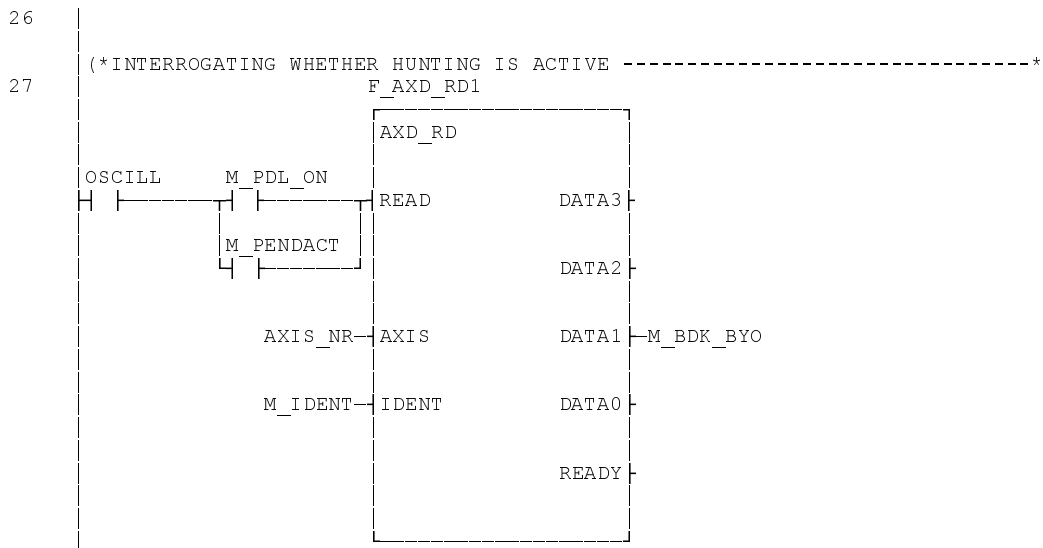 26
(*INTERROGATING WHETHER HUNTING IS ACTIVE --------------------------------*
27 F_AXD_RD1
AXD_RD
OSCILL M_PDL_ON
READ DATA3
M_PENDACT
DATA2
AXIS_NR AXIS DATA1 M_BDK_BYO
M_IDENT IDENT DATA0
READY